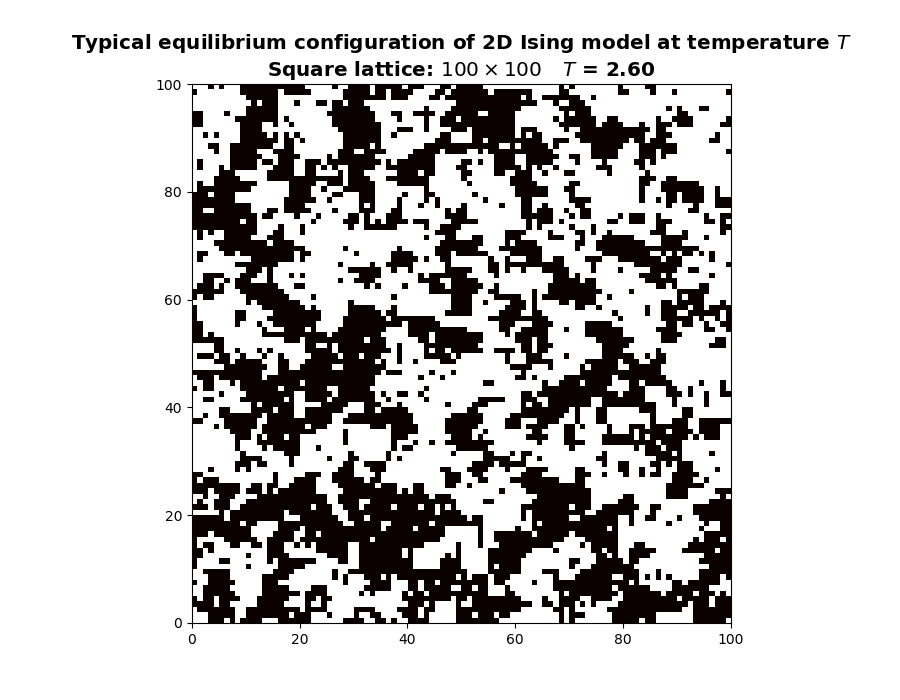 Typical equilibrium configuration of 2D Ising model at temperature T
Square lattice: 100 × 100 T = 2.60
100
80
60
40
20
0
0 20 40 60 80 100